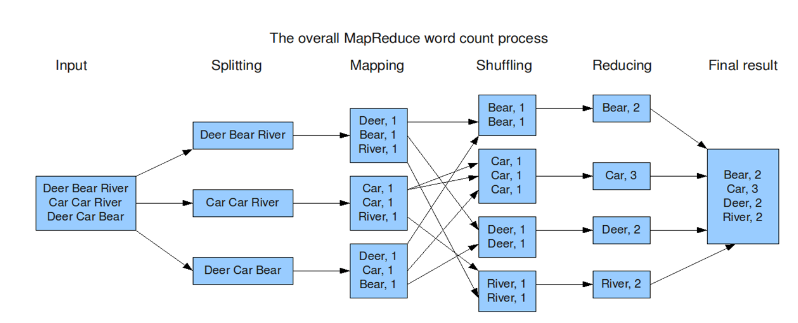 The overall MapReduce word count process
Input
Splitting
Mapping
Shuffling
Reducing
Final result
Deer Bear River
Car Car River
Deer Car Bear
Deer Bear River
Car Car River
Deer Car Bear
Deer, 1
Bear, 1
River, 1
Car, 1
Car, 1
River, 1
Deer, 1
Car, 1
Bear, 1
Bear, 1
Bear, 1
Car, 1
Car, 1
Car, 1
Deer, 1
Deer, 1
River, 1
River, 1
Bear, 2
Car, 3
Deer, 2
River, 2
Bear, 2
Car, 3
Deer, 2
River, 2